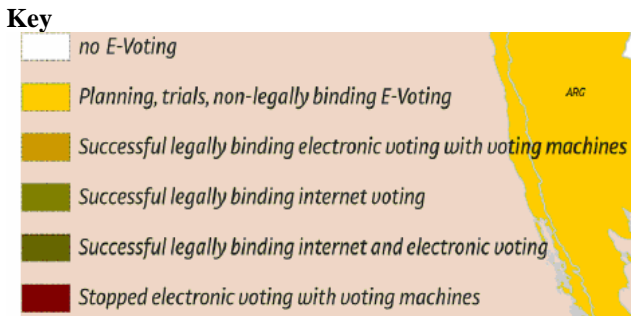 Key
no E-Voting
Planning, trials, non-legally binding E-Voting
ARG
Successful legally binding electronic voting with voting machines
Successful legally binding internet voting
Successful legally binding internet and electronic voting
Stopped electronic voting with voting machines